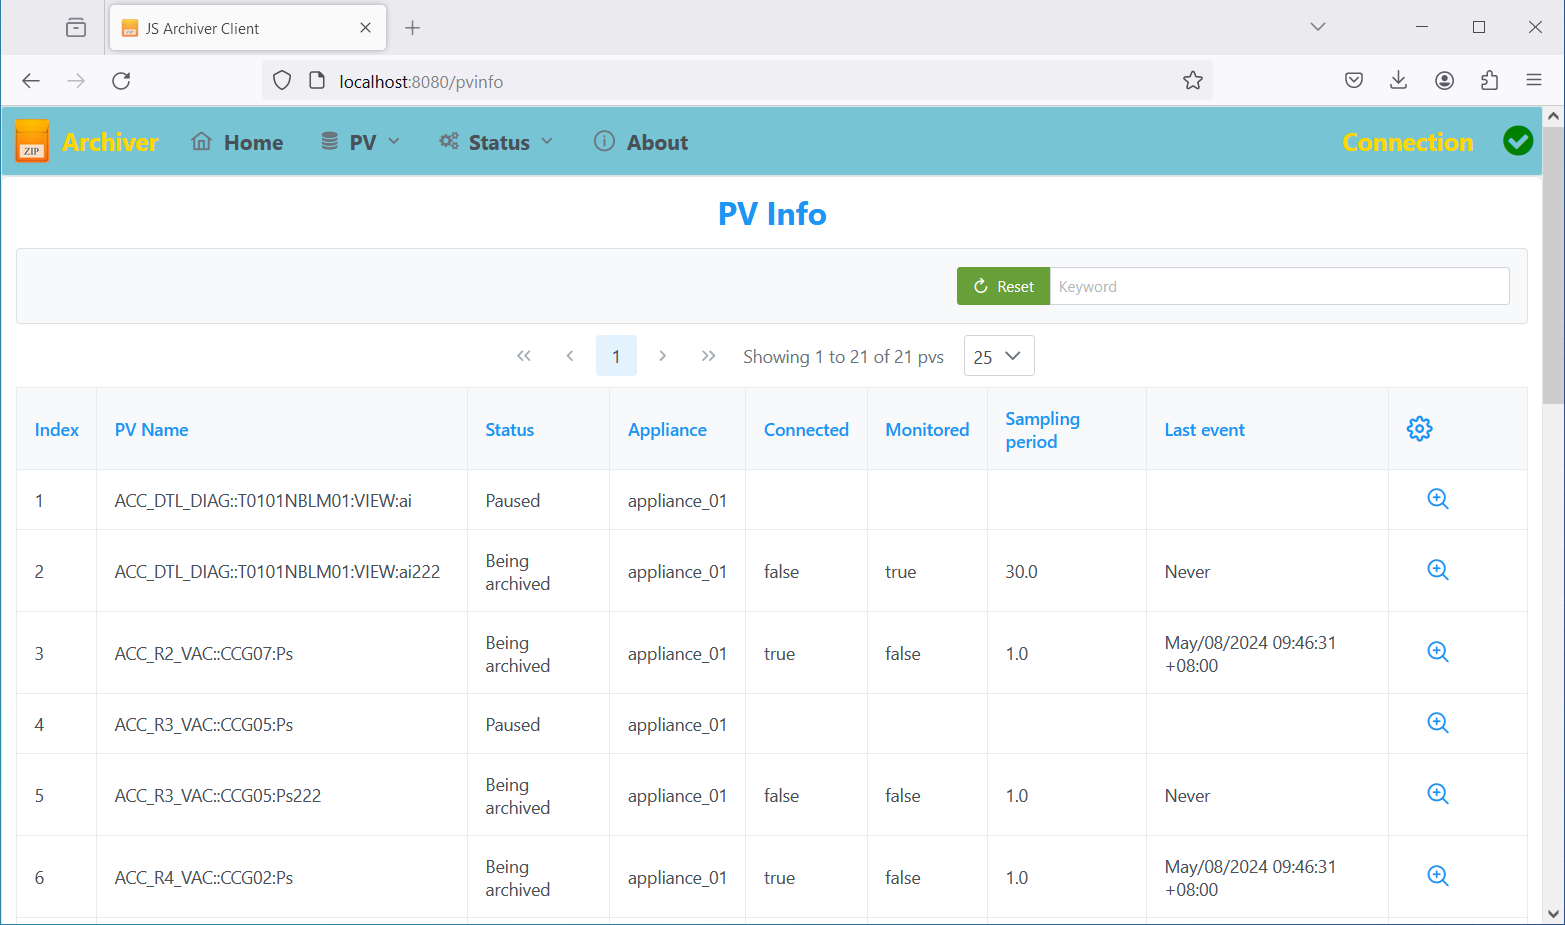 JS Archiver Client
localhost:8080/pvinfo
ZIP Archiver Home PV Status About Connection
PV Info
Reset Keyword
1 Showing 1 to 21 of 21 pvs 25
Index PV Name Status Appliance Connected Monitored Sampling period Last event
1 ACC_DTL_DIAG::T0101NBLM01:VIEW:ai Paused appliance_01
2 ACC_DTL_DIAG::T0101NBLM01:VIEW:ai222 Being archived appliance_01 false true 30.0 Never
3 ACC_R2_VAC::CCG07:Ps Being archived appliance_01 true false 1.0 May/08/2024 09:46:31 +08:00
4 ACC_R3_VAC::CCG05:Ps Paused appliance_01
5 ACC_R3_VAC::CCG05:Ps222 Being archived appliance_01 false false 1.0 Never
6 ACC_R4_VAC::CCG02:Ps Being archived appliance_01 true false 1.0 May/08/2024 09:46:31 +08:00